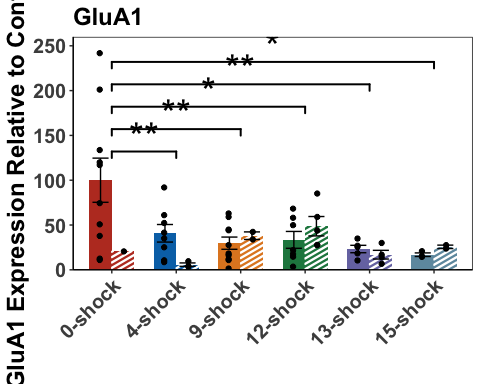 GluA1
GluA1 Expression Relative to Con
250
200
150
100
50
0
*
**
*
**
**
0-shock
4-shock
9-shock
12-shock
13-shock
15-shock